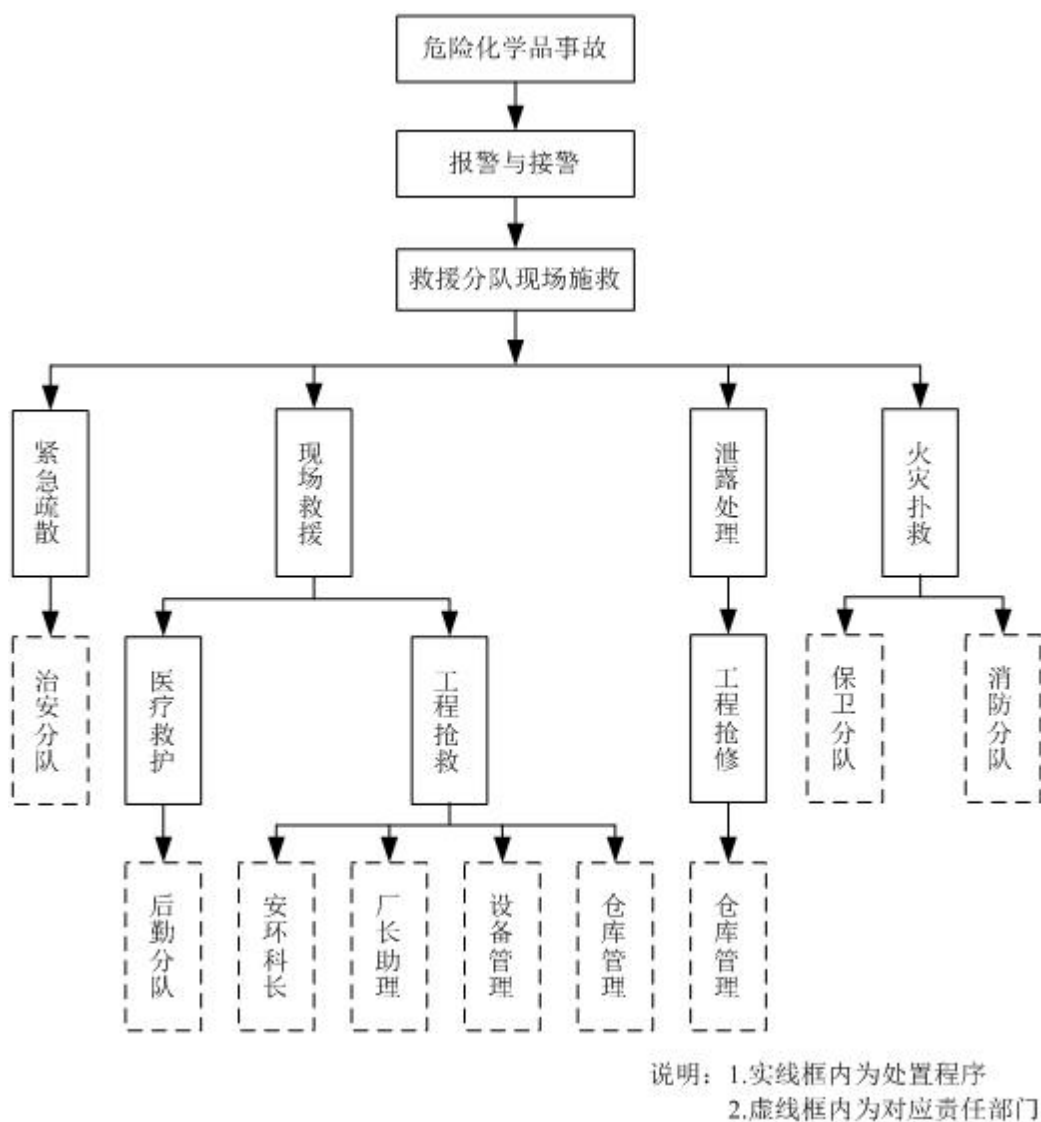 危险化学品事故
报警与接警
救援分队现场施救
紧急疏散
现场救援
泄露处理
火灾扑救
治安分队
医疗救护
工程抢救
工程抢修
保卫分队
消防分队
后勤分队
安环科长
厂长助理
设备管理
仓库管理
仓库管理
说明：1.实线框内为处置程序
2.虚线框内为对应责任部门